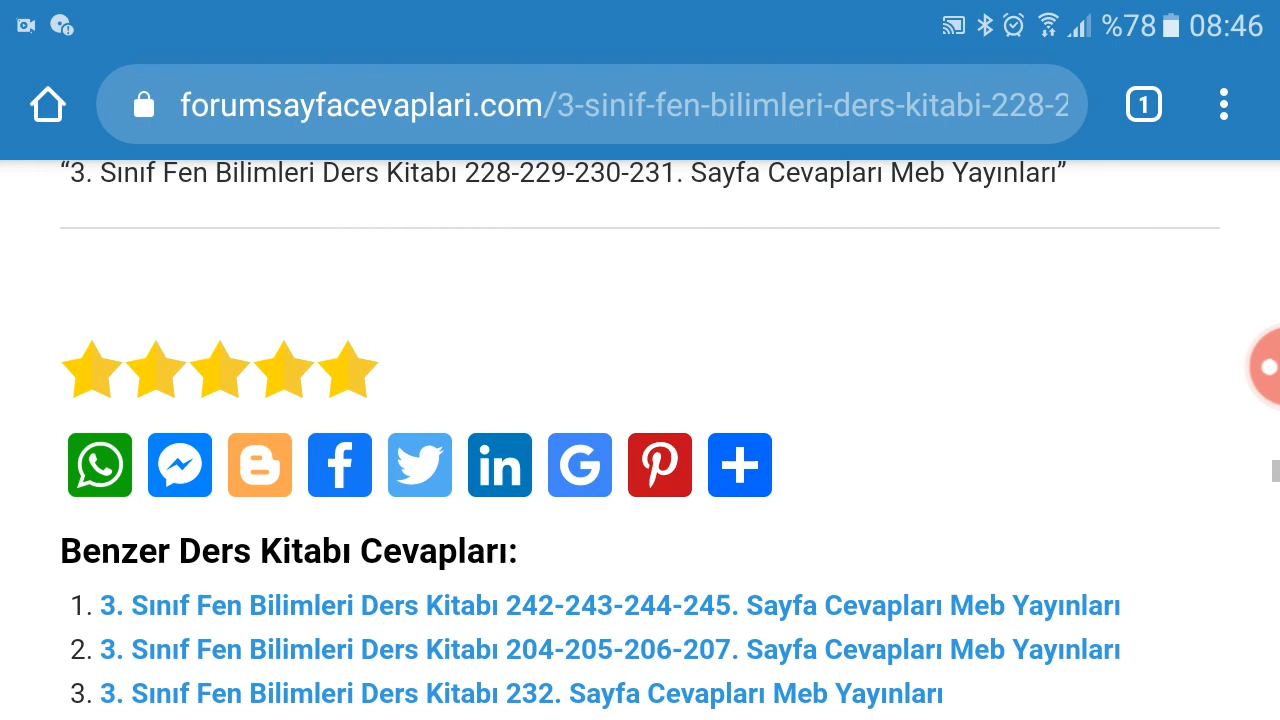 %78 08:46
forumsayfacevaplari.com/3-sinif-fen-bilimleri-ders-kitabi-228-2
1
“3. Sınıf Fen Bilimleri Ders Kitabı 228-229-230-231. Sayfa Cevapları Meb Yayınları”
Benzer Ders Kitabı Cevapları:
1. 3. Sınıf Fen Bilimleri Ders Kitabı 242-243-244-245. Sayfa Cevapları Meb Yayınları
2. 3. Sınıf Fen Bilimleri Ders Kitabı 204-205-206-207. Sayfa Cevapları Meb Yayınları
3. 3. Sınıf Fen Bilimleri Ders Kitabı 232. Sayfa Cevapları Meb Yayınları